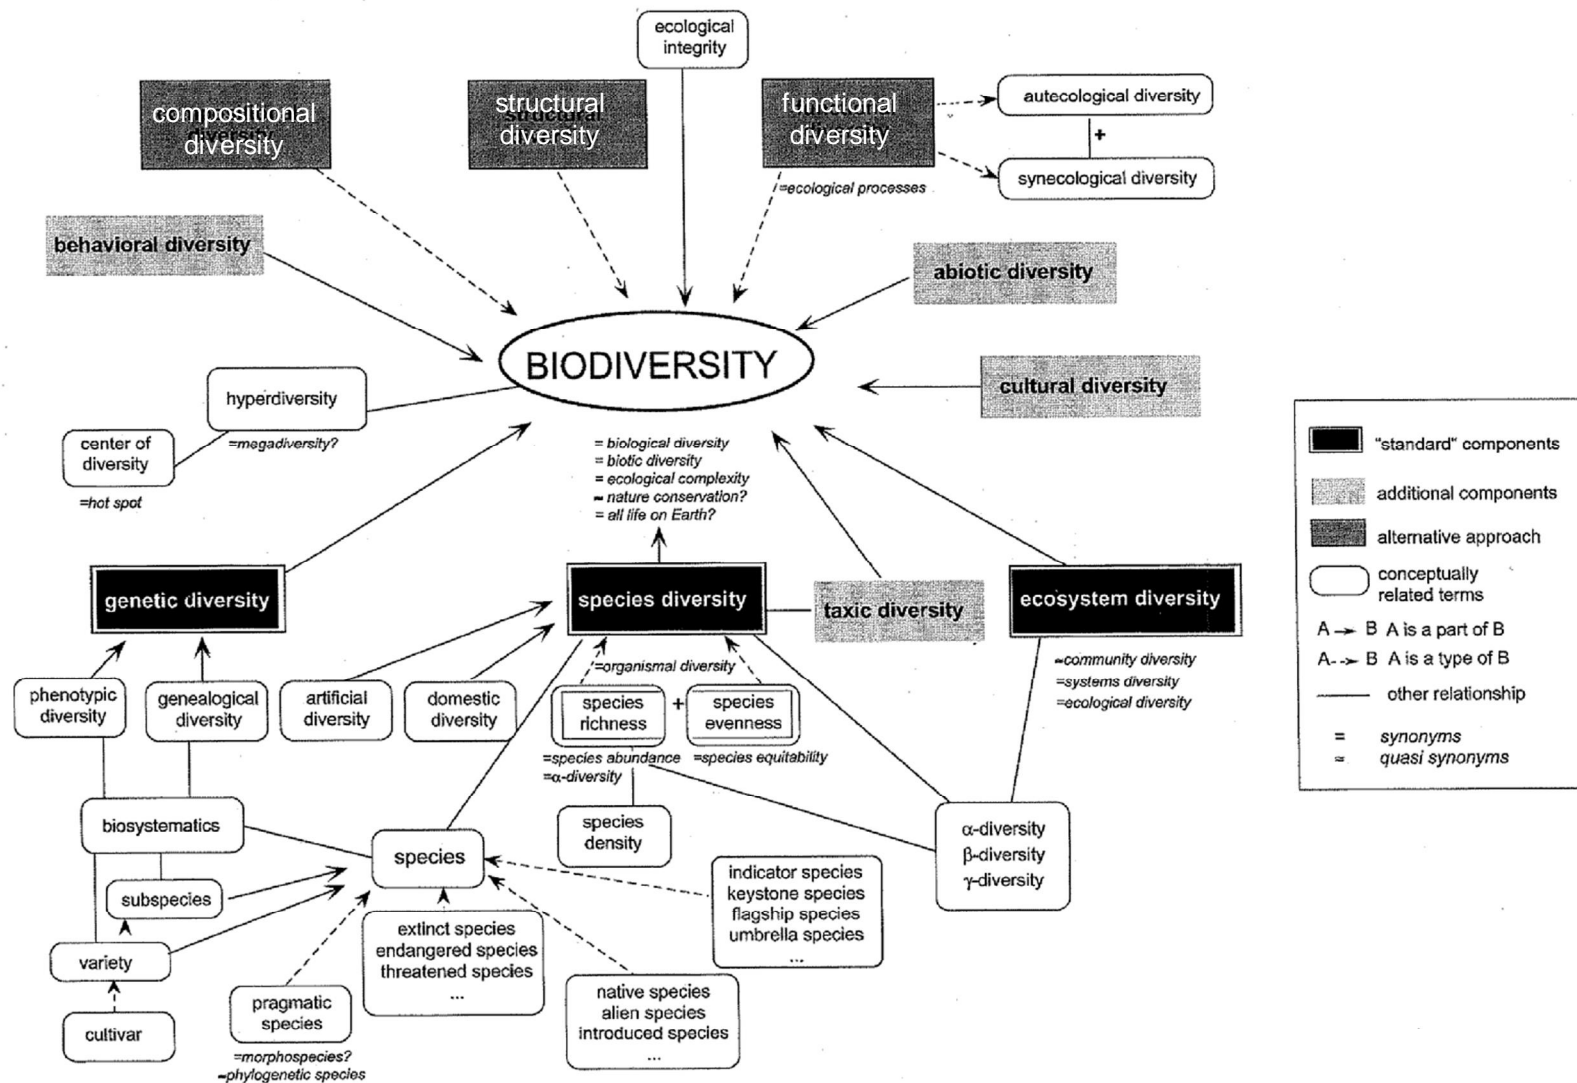 ecological
integrity
compositional
diversity
structural
diversity
functional
diversity
=ecological processes
autecological diversity
+
synecological diversity
behavioral diversity
abiotic diversity
BIODIVERSITY
cultural diversity
hyperdiversity
=megadiversity?
center of
diversity
=hot spot
= biological diversity
= biotic diversity
= ecological complexity
≈ nature conservation?
= all life on Earth?
genetic diversity
species diversity
taxic diversity
ecosystem diversity
=organismal diversity
≈community diversity
=systems diversity
=ecological diversity
phenotypic
diversity
genealogical
diversity
artificial
diversity
domestic
diversity
species
richness
+
species
evenness
=species abundance
=α-diversity
=species equitability
species
density
biosystematics
species
α-diversity
β-diversity
γ-diversity
subspecies
variety
cultivar
pragmatic
species
=morphospecies?
≈phylogenetic species
extinct species
endangered species
threatened species
...
native species
alien species
introduced species
...
indicator species
keystone species
flagship species
umbrella species
...
"standard" components
additional components
alternative approach
conceptually
related terms
A → B A is a part of B
A --> B A is a type of B
other relationship
= synonyms
≈ quasi synonyms